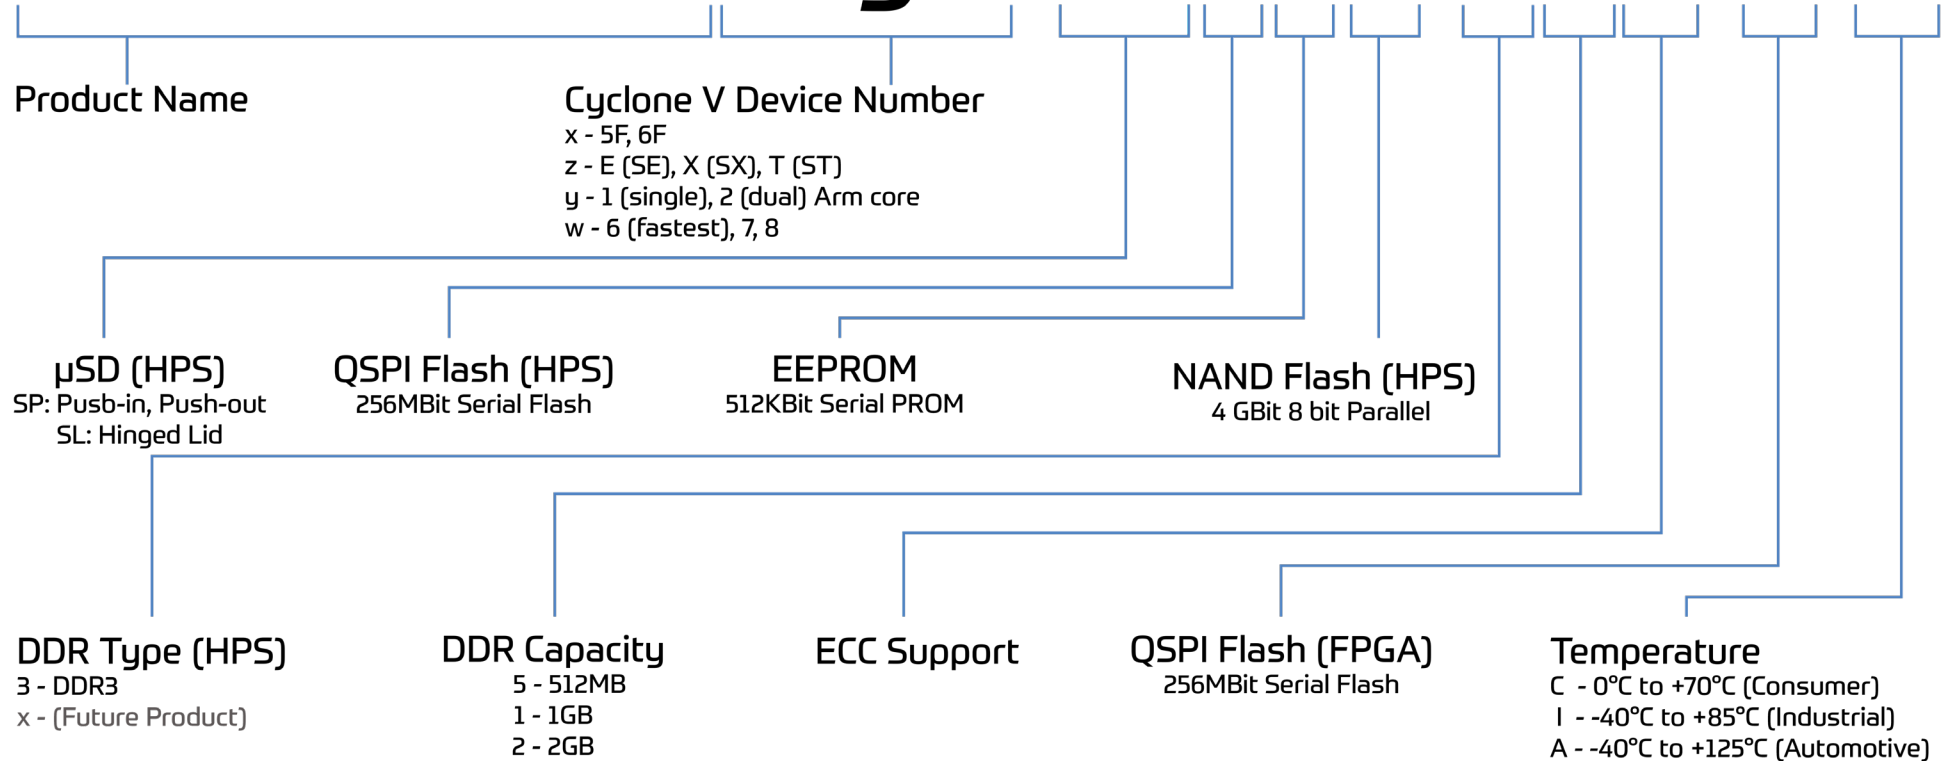 Product Name
Cyclone V Device Number
x - 5F, 6F
z - E (SE), X (SX), T (ST)
y - 1 (single), 2 (dual) Arm core
w - 6 (fastest), 7, 8
µSD (HPS)
SP: Pusb-in, Push-out
SL: Hinged Lid
QSPI Flash (HPS)
256MBit Serial Flash
EEPROM
512KBit Serial PROM
NAND Flash (HPS)
4 GBit 8 bit Parallel
DDR Type (HPS)
3 - DDR3
x - (Future Product)
DDR Capacity
5 - 512MB
1 - 1GB
2 - 2GB
ECC Support
QSPI Flash (FPGA)
256MBit Serial Flash
Temperature
C - 0°C to +70°C (Consumer)
I - -40°C to +85°C (Industrial)
A - -40°C to +125°C (Automotive)